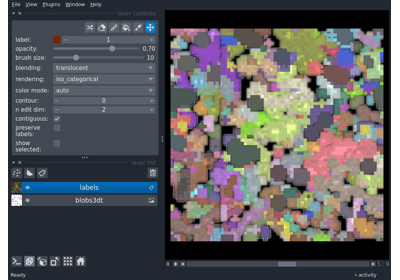 File View Plugins Window Help
layer controls
label: 1
opacity: 0.70
brush size: 10
blending: translucent
rendering: iso_categorical
color mode: auto
contour: 0
n edit dim: 2
contiguous:
preserve
labels:
show
selected:
layer list
labels
blobs3dt
Ready
activity